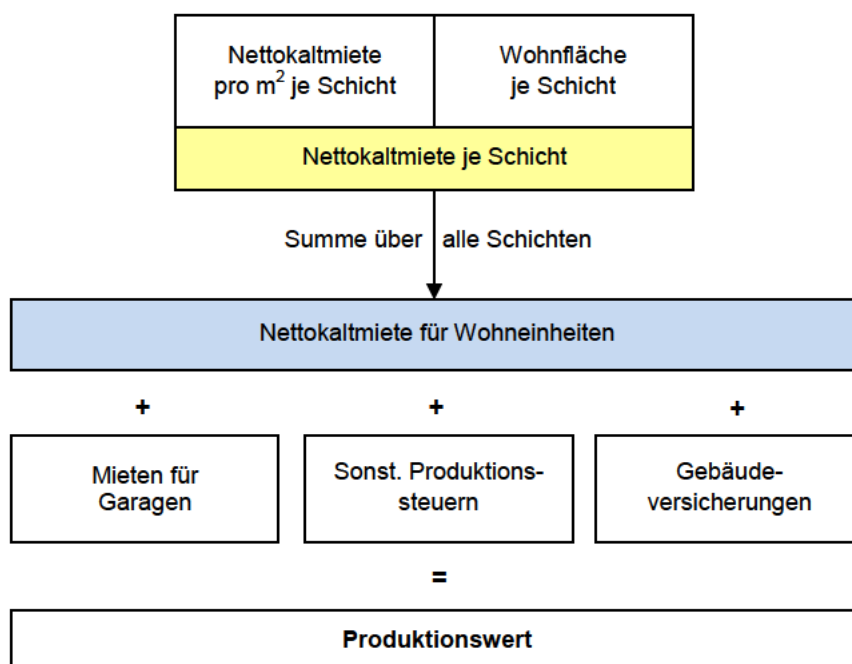 Nettokaltmiete
pro m² je Schicht
Wohnfläche
je Schicht
Nettokaltmiete je Schicht
Summe über alle Schichten
Nettokaltmiete für Wohneinheiten
+ + +
Mieten für
Garagen
Sonst. Produktions-
steuern
Gebäude-
versicherungen
=
Produktionswert